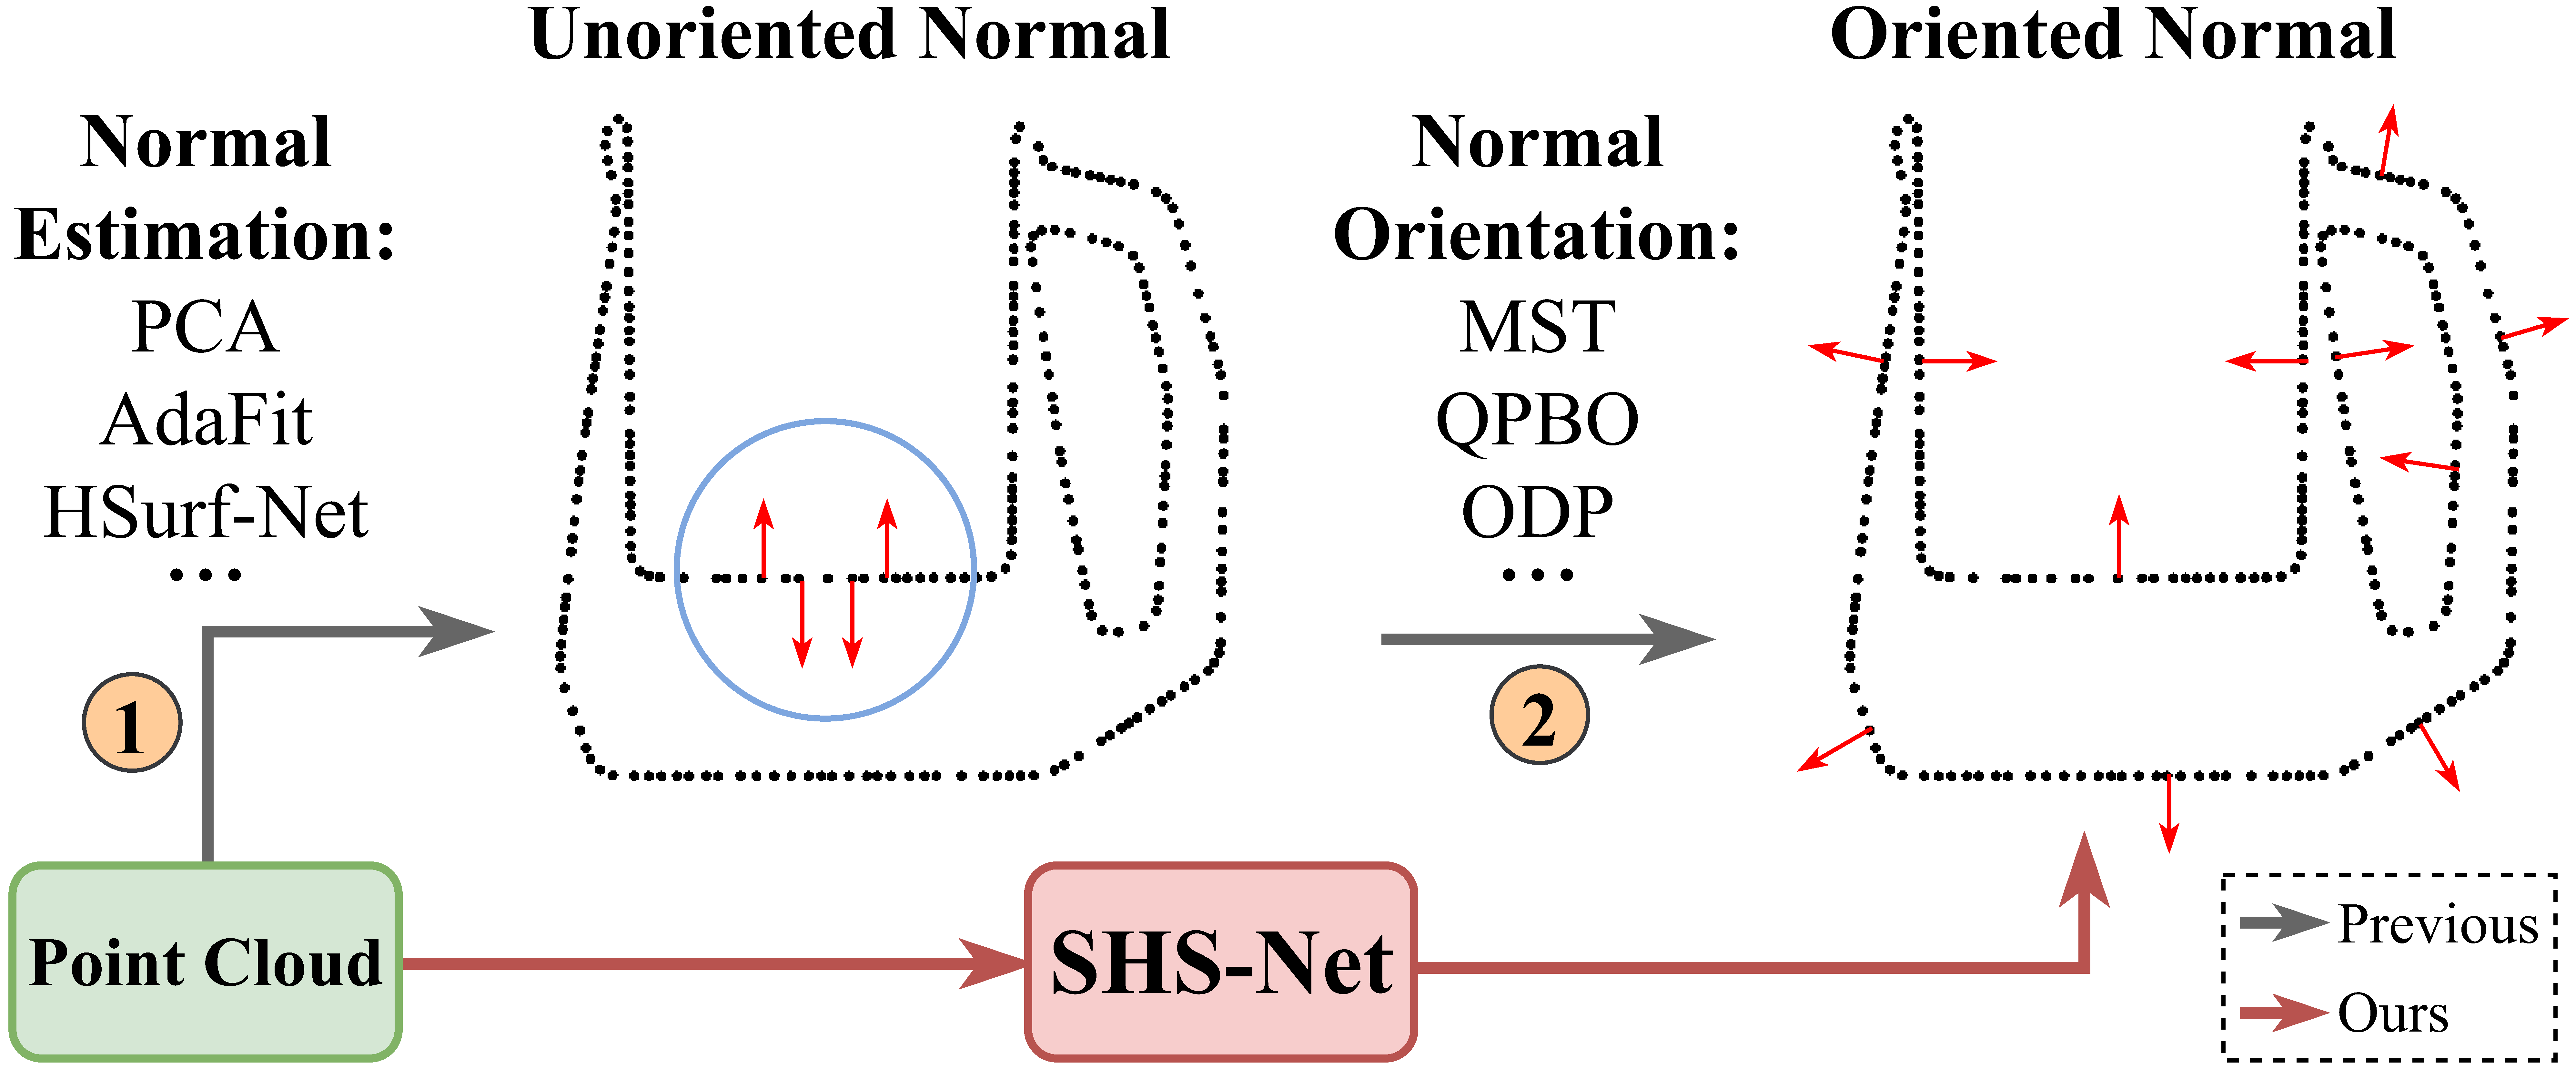 Unoriented Normal
Oriented Normal
Normal
Estimation:
PCA
AdaFit
HSurf-Net
...
1
Normal
Orientation:
MST
QPBO
ODP
...
2
Point Cloud
SHS-Net
Previous
Ours